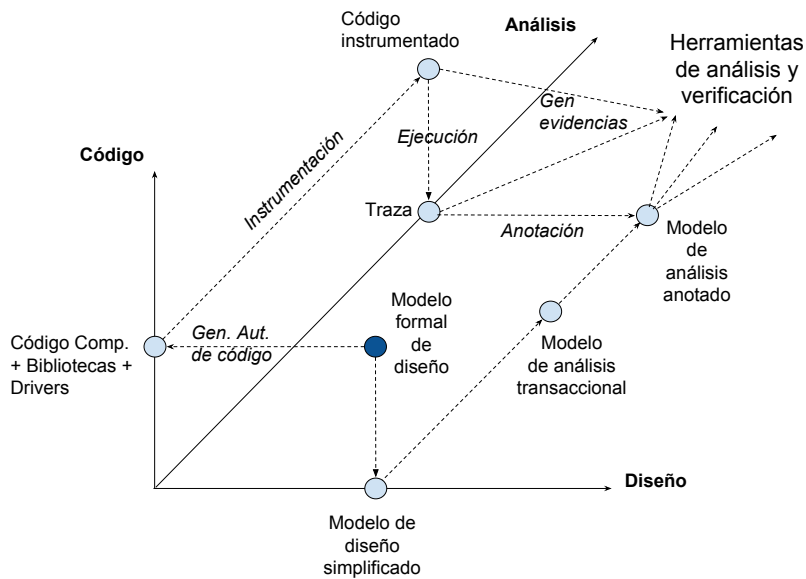 Código
instrumentado
Análisis
Herramientas
de análisis y
verificación
Gen
evidencias
Ejecución
Código
Instrumentación
Traza
Anotación
Modelo
de
análisis
anotado
Modelo
formal
de
diseño
Gen. Aut.
de código
Código Comp.
+ Bibliotecas +
Drivers
Modelo
de análisis
transaccional
Diseño
Modelo de
diseño
simplificado